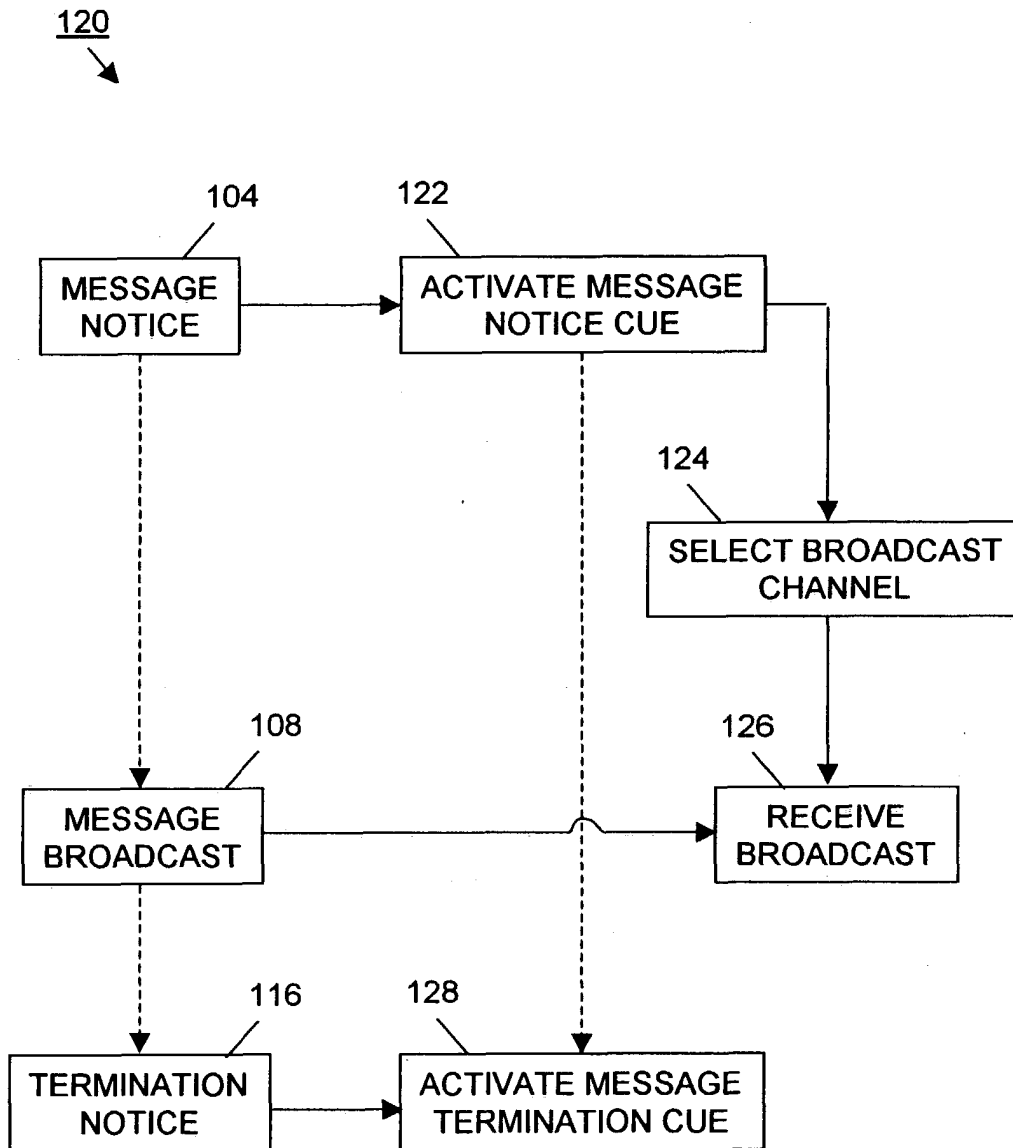 120
104
122
MESSAGE
NOTICE
ACTIVATE MESSAGE
NOTICE CUE
124
SELECT BROADCAST
CHANNEL
108
126
MESSAGE
BROADCAST
RECEIVE
BROADCAST
116
128
TERMINATION
NOTICE
ACTIVATE MESSAGE
TERMINATION CUE